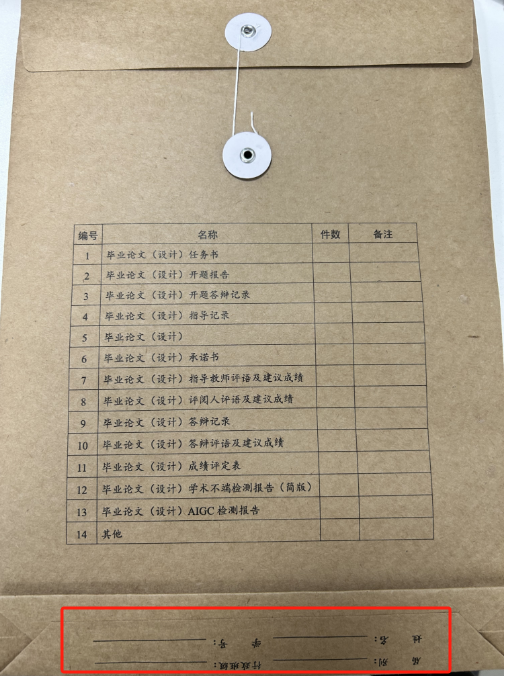 编号 名称 件数 备注
1 毕业论文（设计）任务书
2 毕业论文（设计）开题报告
3 毕业论文（设计）开题答辩记录
4 毕业论文（设计）指导记录
5 毕业论文（设计）
6 毕业论文（设计）承诺书
7 毕业论文（设计）指导教师评语及建议成绩
8 毕业论文（设计）评阅人评语及建议成绩
9 毕业论文（设计）答辩记录
10 毕业论文（设计）答辩评语及建议成绩
11 毕业论文（设计）成绩评定表
12 毕业论文（设计）学术不端检测报告（简版）
13 毕业论文（设计）AIGC检测报告
14 其他
别： 行政班级：
姓 名： 学 号：